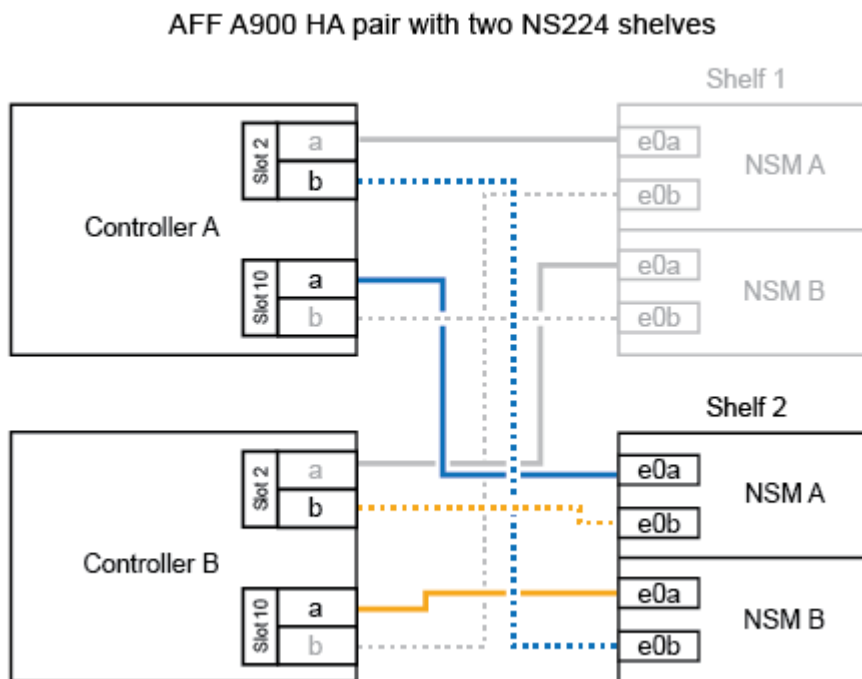 AFF A900 HA pair with two NS224 shelves
Shelf 1
Controller A
Slot 2
a
b
Slot 10
a
b
e0a
e0b
NSM A
e0a
e0b
NSM B
Shelf 2
Controller B
Slot 2
a
b
Slot 10
a
b
e0a
e0b
NSM A
e0a
e0b
NSM B